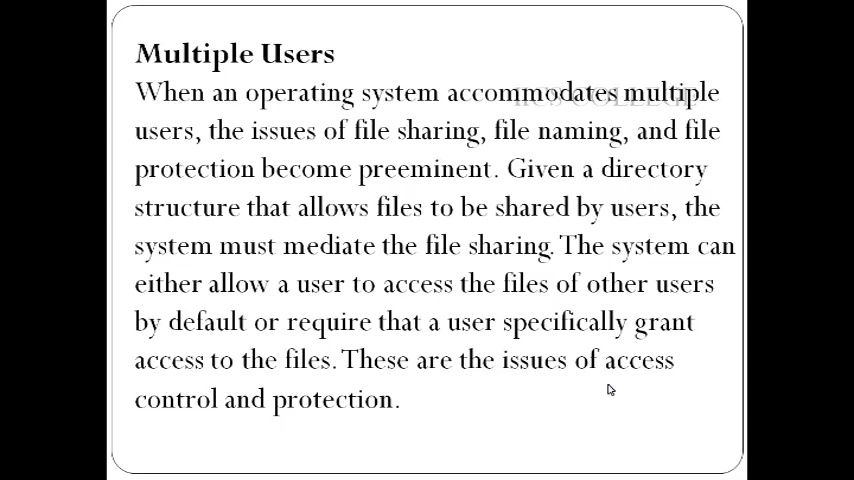 Multiple Users
When an operating system accommodates multiple
users, the issues of file sharing, file naming, and file
protection become preeminent. Given a directory
structure that allows files to be shared by users, the
system must mediate the file sharing. The system can
either allow a user to access the files of other users
by default or require that a user specifically grant
access to the files. These are the issues of access
control and protection.